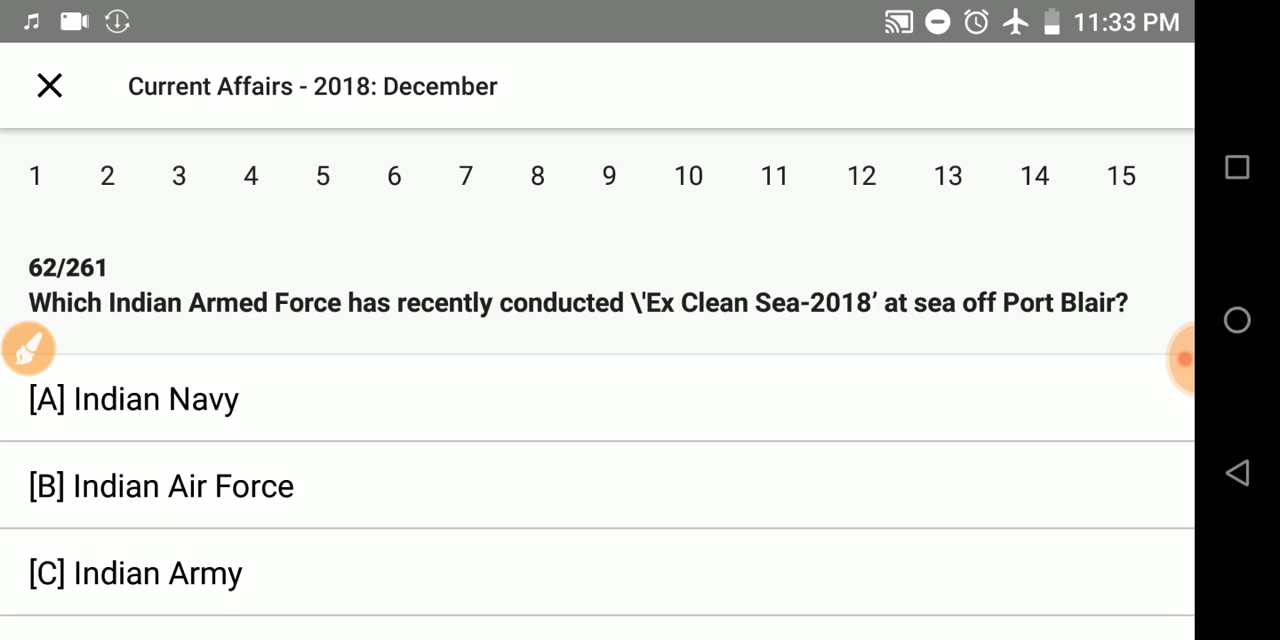 11:33 PM
Current Affairs - 2018: December
1 2 3 4 5 6 7 8 9 10 11 12 13 14 15
62/261
Which Indian Armed Force has recently conducted \'Ex Clean Sea-2018’ at sea off Port Blair?
[A] Indian Navy
[B] Indian Air Force
[C] Indian Army